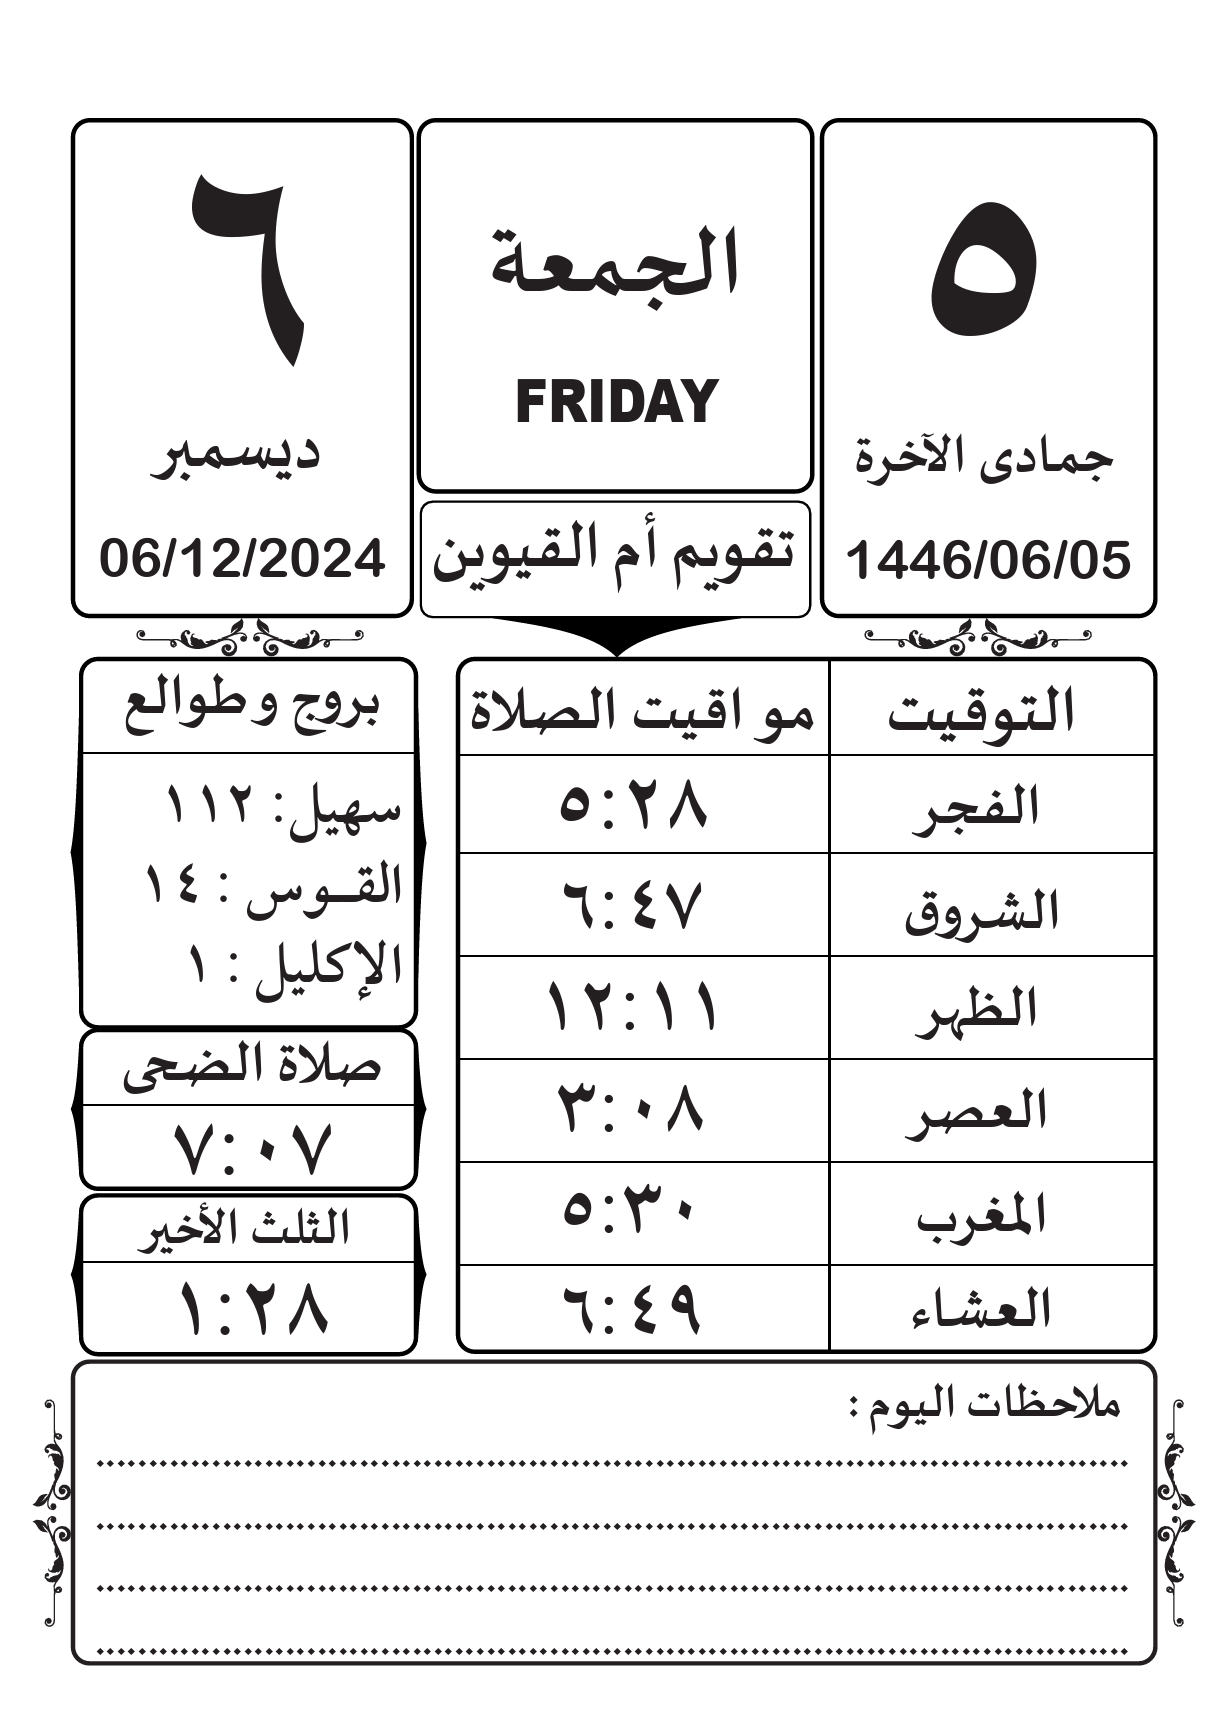 ٥
جمادى الآخرة
1446/06/05
الجمعة
FRIDAY
تقويم أم القيوين
٦
ديسمبر
06/12/2024
التوقيت مو اقيت الصلاة
الفجر ٥:٢٨
الشروق ٦:٤٧
الظهر ١٢:١١
العصر ٣:٠٨
المغرب ٥:٣٠
العشاء ٦:٤٩
بروج وطوالع
سهيل: ١١٢
القــوس : ١٤
الإكليل : ١
صلاة الضحى
٧:٠٧
الثلث الأخير
١:٢٨
ملاحظات اليوم :